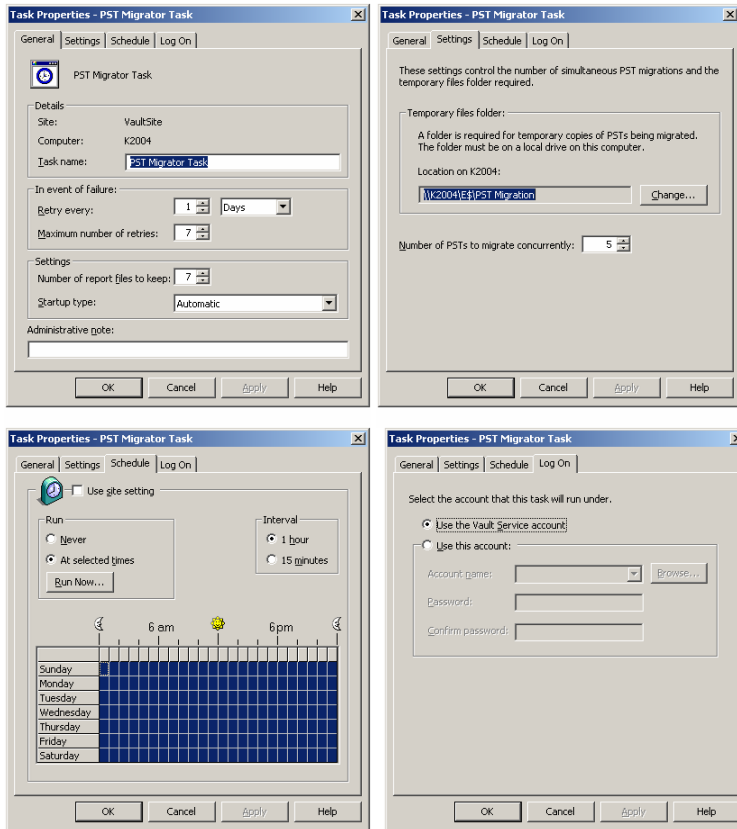 Task Properties - PST Migrator Task
General Settings Schedule Log On
PST Migrator Task
Details
Site: VaultSite
Computer: K2004
Task name: PST Migrator Task
In event of failure:
Retry every: 1 Days
Maximum number of retries: 7
Settings
Number of report files to keep: 7
Startup type: Automatic
Administrative note:
OK Cancel Apply Help
Task Properties - PST Migrator Task
General Settings Schedule Log On
These settings control the number of simultaneous PST migrations and the
temporary files folder required.
Temporary files folder:
A folder is required for temporary copies of PSTs being migrated.
The folder must be on a local drive on this computer.
Location on K2004:
\\K2004\E$\PST Migration Change...
Number of PSTs to migrate concurrently: 5
OK Cancel Apply Help
Task Properties - PST Migrator Task
General Settings Schedule Log On
Use site setting
Run
Never
At selected times
Run Now...
Interval
1 hour
15 minutes
6 am 6pm
Sunday
Monday
Tuesday
Wednesday
Thursday
Friday
Saturday
OK Cancel Apply Help
Task Properties - PST Migrator Task
General Settings Schedule Log On
Select the account that this task will run under.
Use the Vault Service account
Use this account:
Account name: Browse...
Password:
Confirm password:
OK Cancel Apply Help